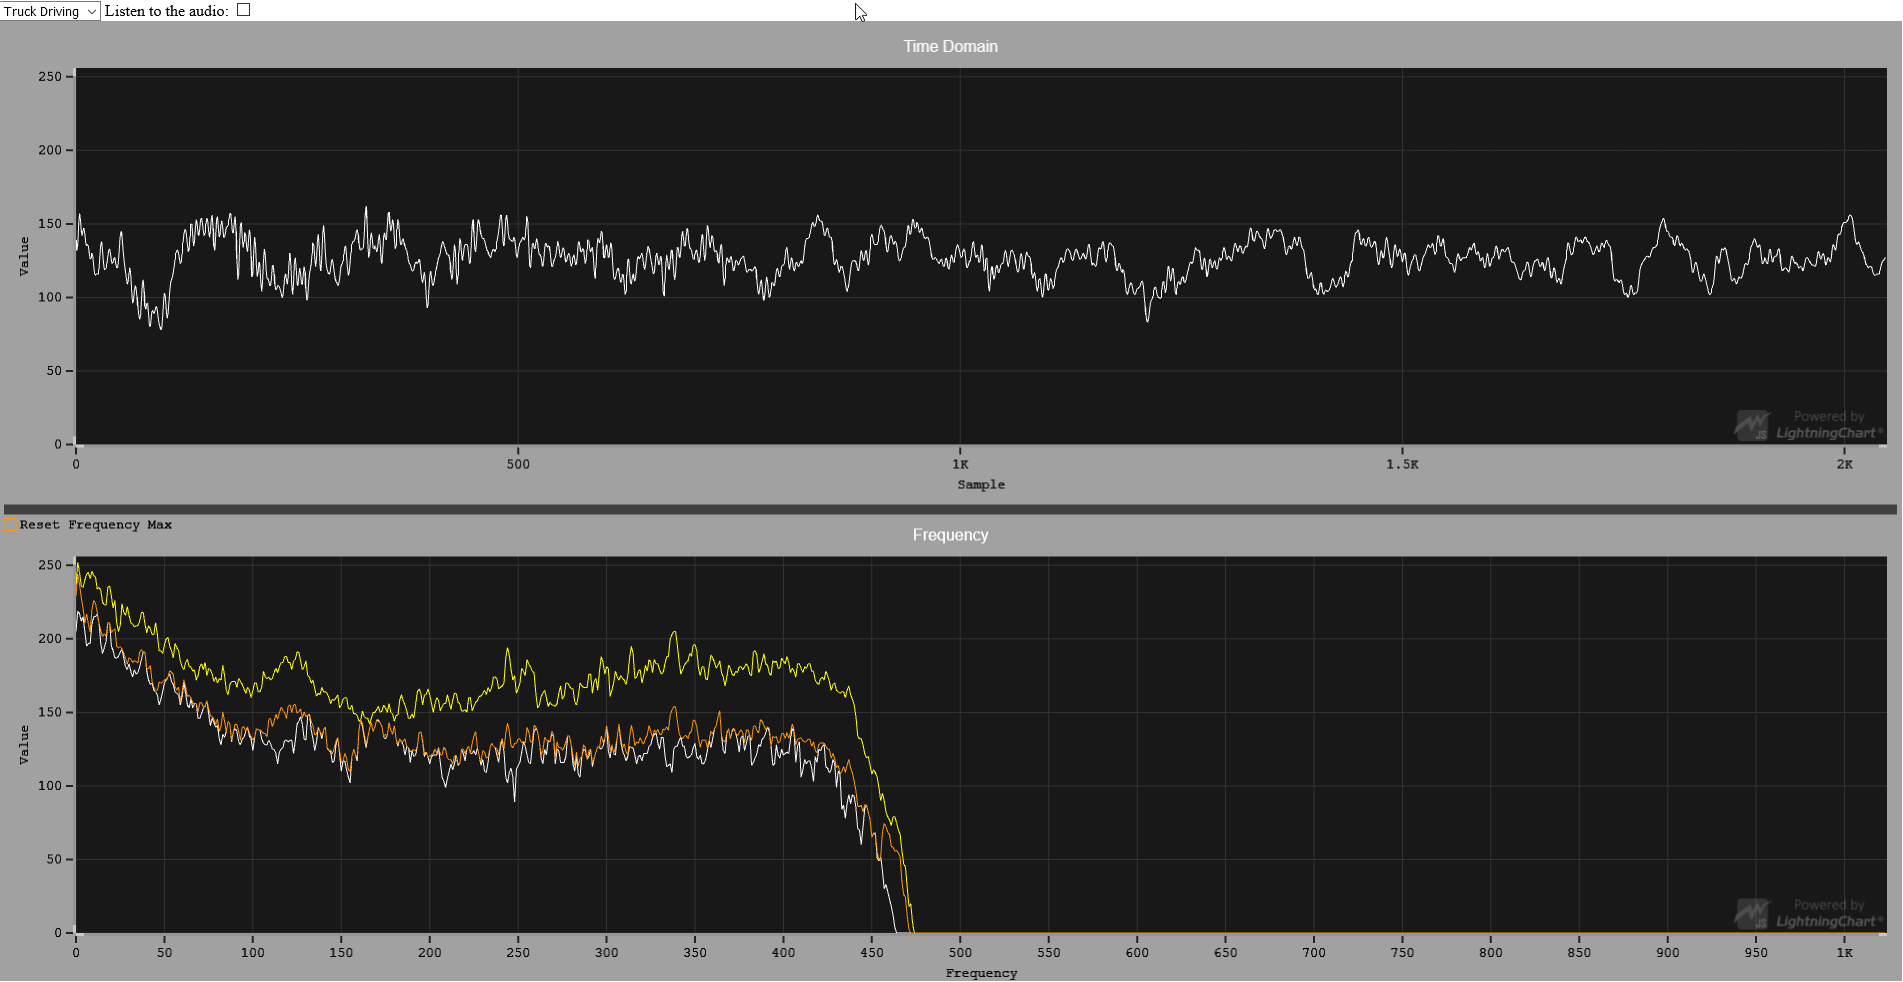 Truck Driving Listen to the audio:
Time Domain
250
200
150
100
50
0
Value
0 500 1K 1.5K 2K
Sample
Powered by
JS LightningChart®
Reset Frequency Max
Frequency
250
200
150
100
50
0
Value
0 50 100 150 200 250 300 350 400 450 500 550 600 650 700 750 800 850 900 950 1K
Frequency
Powered by
JS LightningChart®